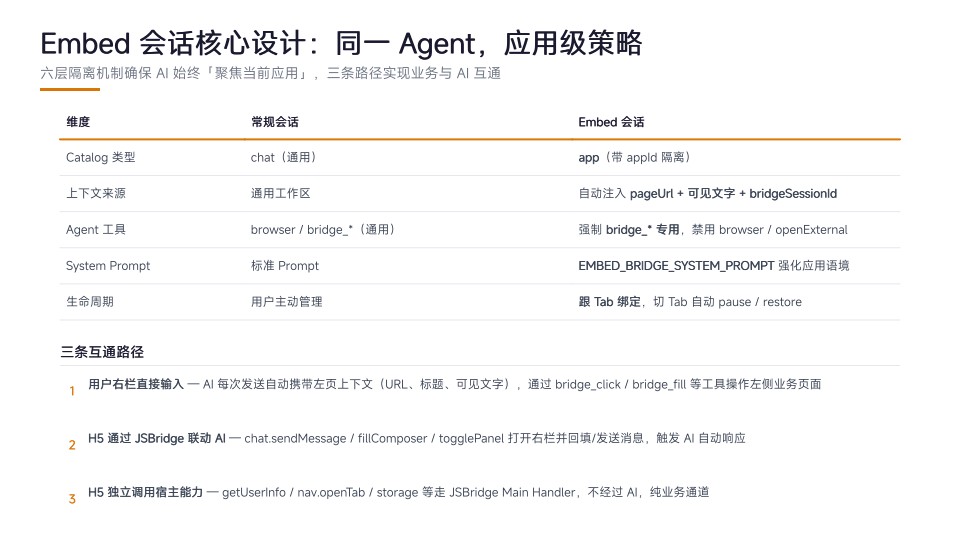 Embed 会话核心设计：同一 Agent，应用级策略
六层隔离机制确保 AI 始终「聚焦当前应用」，三条路径实现业务与 AI 互通
维度 常规会话 Embed 会话
Catalog 类型 chat（通用） app（带 appId 隔离）
上下文来源 通用工作区 自动注入 pageUrl + 可见文字 + bridgeSessionId
Agent 工具 browser / bridge_*（通用） 强制 bridge_* 专用，禁用 browser / openExternal
System Prompt 标准 Prompt EMBED_BRIDGE_SYSTEM_PROMPT 强化应用语境
生命周期 用户主动管理 跟 Tab 绑定，切 Tab 自动 pause / restore
三条互通路径
1 用户右栏直接输入 — AI 每次发送自动携带左页上下文（URL、标题、可见文字），通过 bridge_click / bridge_fill 等工具操作左侧业务页面
2 H5 通过 JSBridge 联动 AI — chat.sendMessage / fillComposer / togglePanel 打开右栏并回填/发送消息，触发 AI 自动响应
3 H5 独立调用宿主能力 — getUserInfo / nav.openTab / storage 等走 JSBridge Main Handler，不经过 AI，纯业务通道